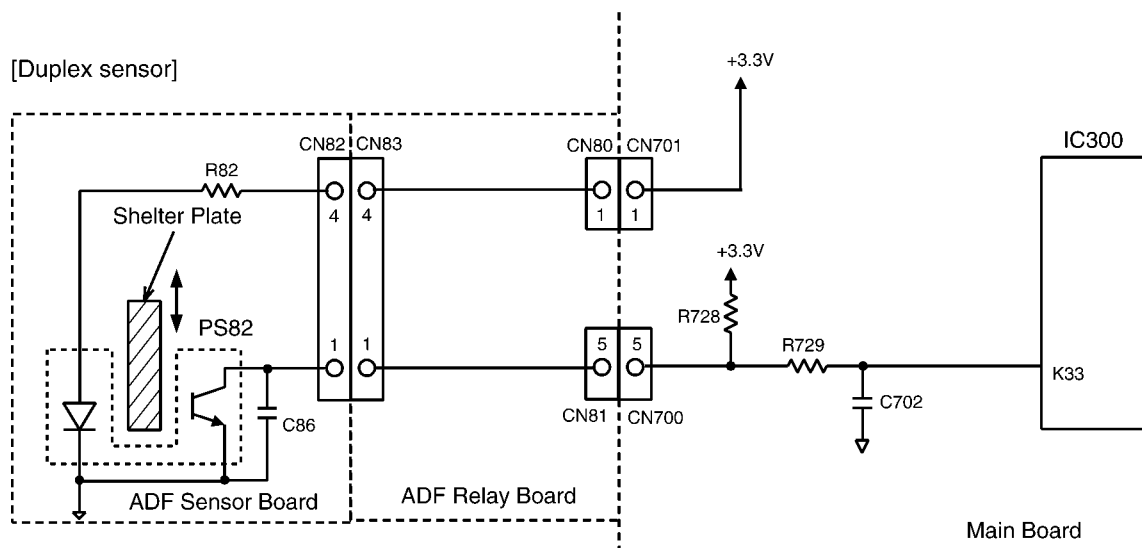 +3.3V
[Duplex sensor]
IC300
CN82 CN83
CN80 CN701
R82
4 4
1 1
Shelter Plate
+3.3V
PS82
R728
1 1
5 5
R729
K33
C86
CN81 CN700
C702
ADF Sensor Board
ADF Relay Board
Main Board